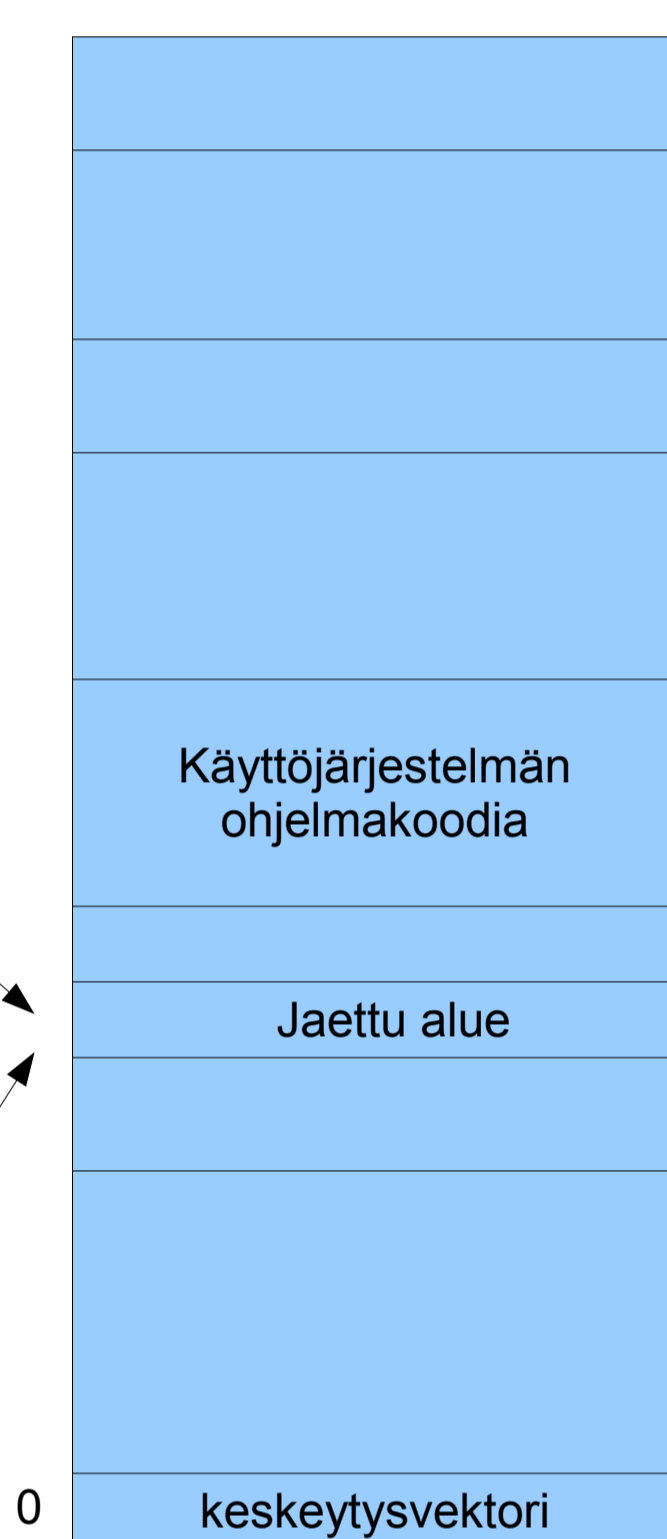 Käyttöjärjestelmän
ohjelmakoodia
Jaettu alue
0 keskeytysvektori